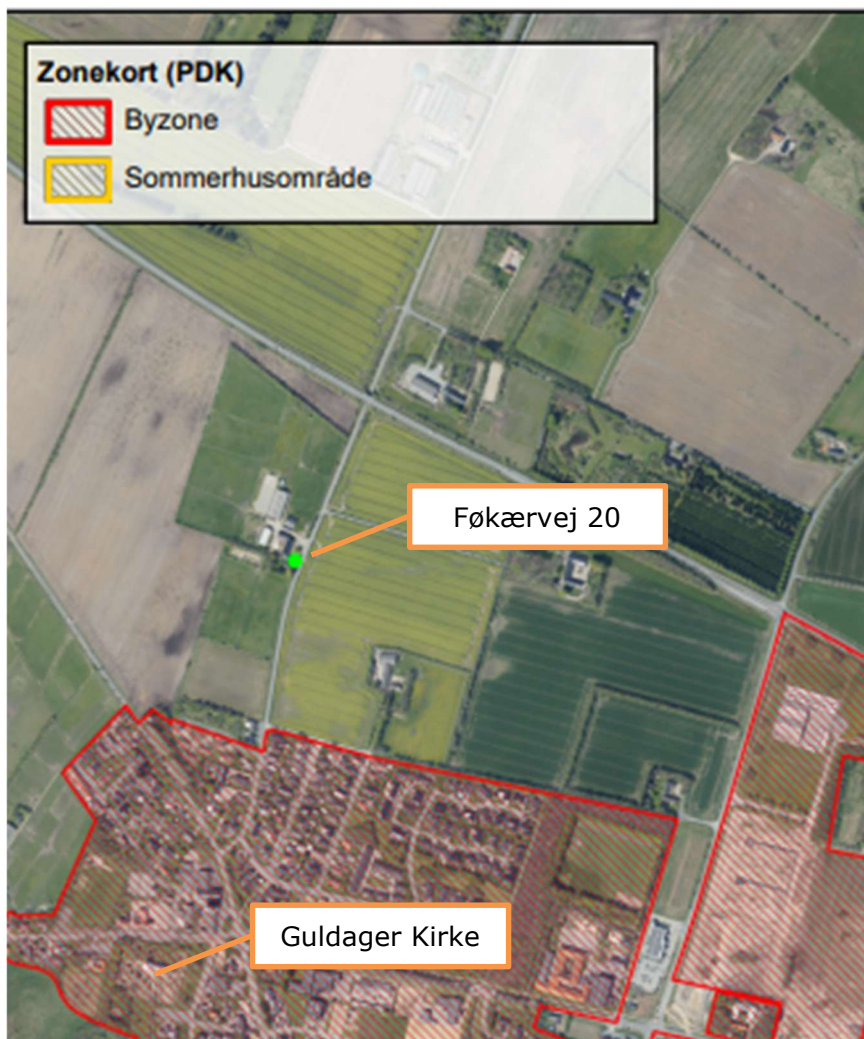 Zonekort (PDK)
Byzone
Sommerhusområde
Føkærvej 20
Guldager Kirke